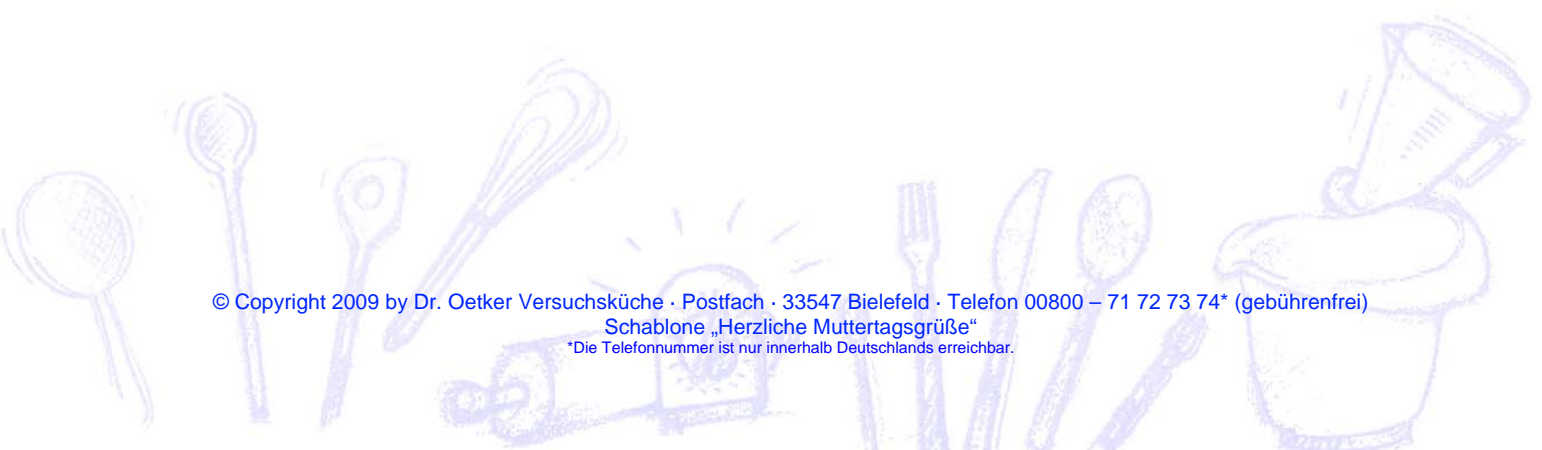 © Copyright 2009 by Dr. Oetker Versuchsküche · Postfach · 33547 Bielefeld · Telefon 00800 – 71 72 73 74* (gebührenfrei)
Schablone „Herzliche Muttertagsgrüße“
*Die Telefonnummer ist nur innerhalb Deutschlands erreichbar.